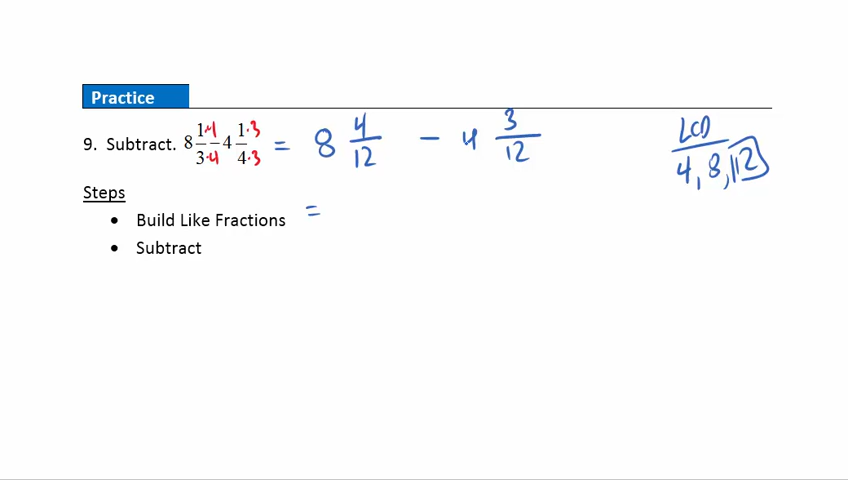 Practice
9. Subtract. 8 1·4/3·4 − 4 1·3/4·3 = 8 4/12 − 4 3/12
LCD
4, 8, 12
Steps
• Build Like Fractions =
• Subtract